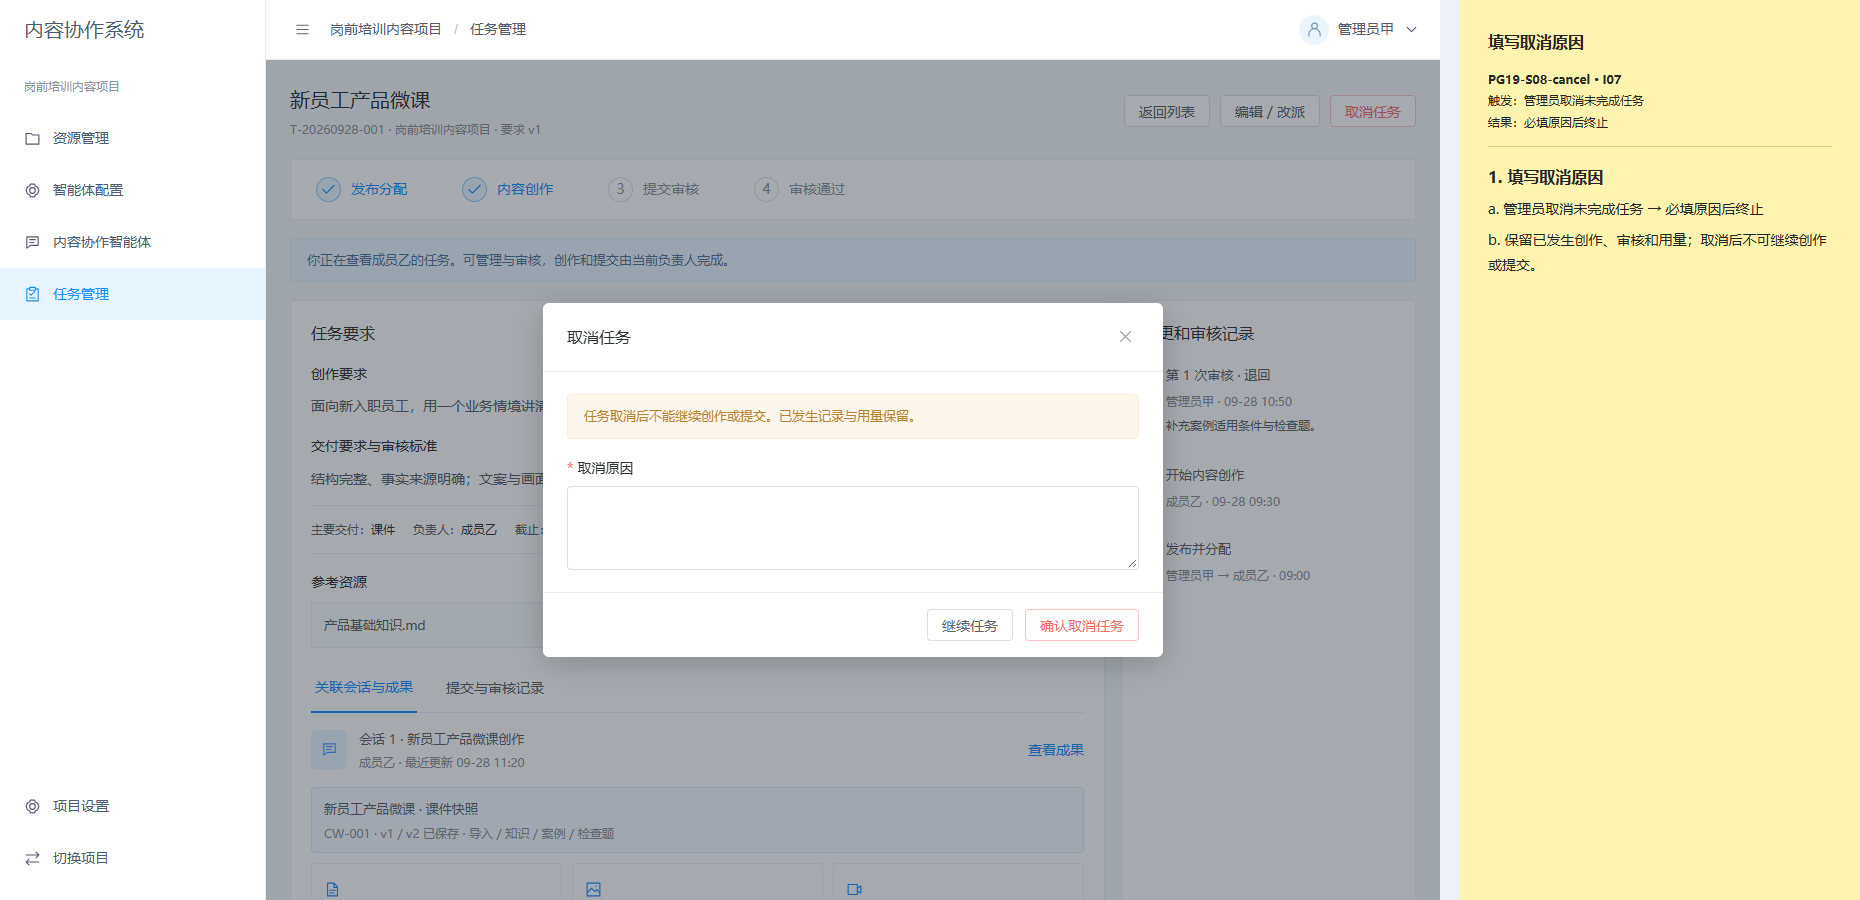 内容协作系统
岗前培训内容项目
资源管理
智能体配置
内容协作智能体
任务管理
项目设置
切换项目
岗前培训内容项目 / 任务管理
管理员甲
新员工产品微课
T-20260928-001 · 岗前培训内容项目 · 要求 v1
返回列表
编辑 / 改派
取消任务
发布分配
内容创作
3 提交审核
4 审核通过
你正在查看成员乙的任务。可管理与审核，创作和提交由当前负责人完成。
任务要求
创作要求
面向新入职员工，用一个业务情境讲清
交付要求与审核标准
结构完整、事实来源明确；文案与画面
主要交付：课件 负责人：成员乙 截止：
参考资源
产品基础知识.md
关联会话与成果
提交与审核记录
会话 1 · 新员工产品微课创作
成员乙 · 最近更新 09-28 11:20
查看成果
新员工产品微课 · 课件快照
CW-001 · v1 / v2 已保存 · 导入 / 知识 / 案例 / 检查题
更和审核记录
第 1 次审核 · 退回
管理员甲 · 09-28 10:50
补充案例适用条件与检查题。
开始内容创作
成员乙 · 09-28 09:30
发布并分配
管理员甲 → 成员乙 · 09:00
取消任务
任务取消后不能继续创作或提交。已发生记录与用量保留。
* 取消原因
继续任务
确认取消任务
填写取消原因
PG19-S08-cancel • I07
触发：管理员取消未完成任务
结果：必填原因后终止
1. 填写取消原因
a. 管理员取消未完成任务 → 必填原因后终止
b. 保留已发生创作、审核和用量；取消后不可继续创作
或提交。